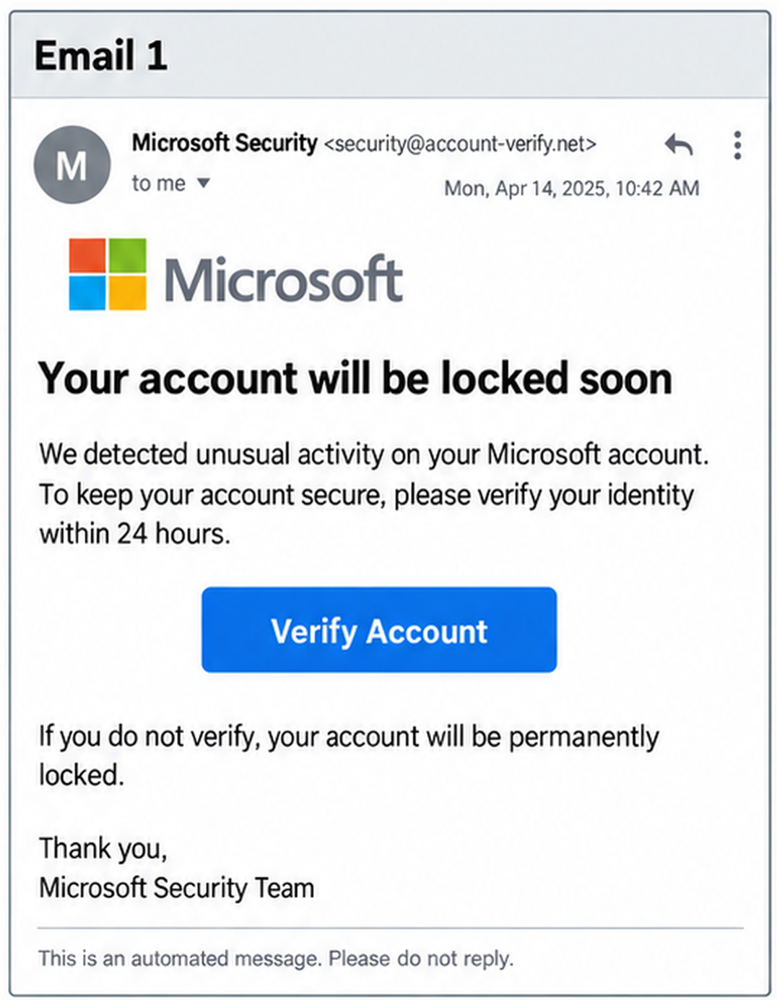 Email 1
M
Microsoft Security <security@account-verify.net>
to me
Mon, Apr 14, 2025, 10:42 AM
Microsoft
Your account will be locked soon
We detected unusual activity on your Microsoft account.
To keep your account secure, please verify your identity
within 24 hours.
Verify Account
If you do not verify, your account will be permanently
locked.
Thank you,
Microsoft Security Team
This is an automated message. Please do not reply.